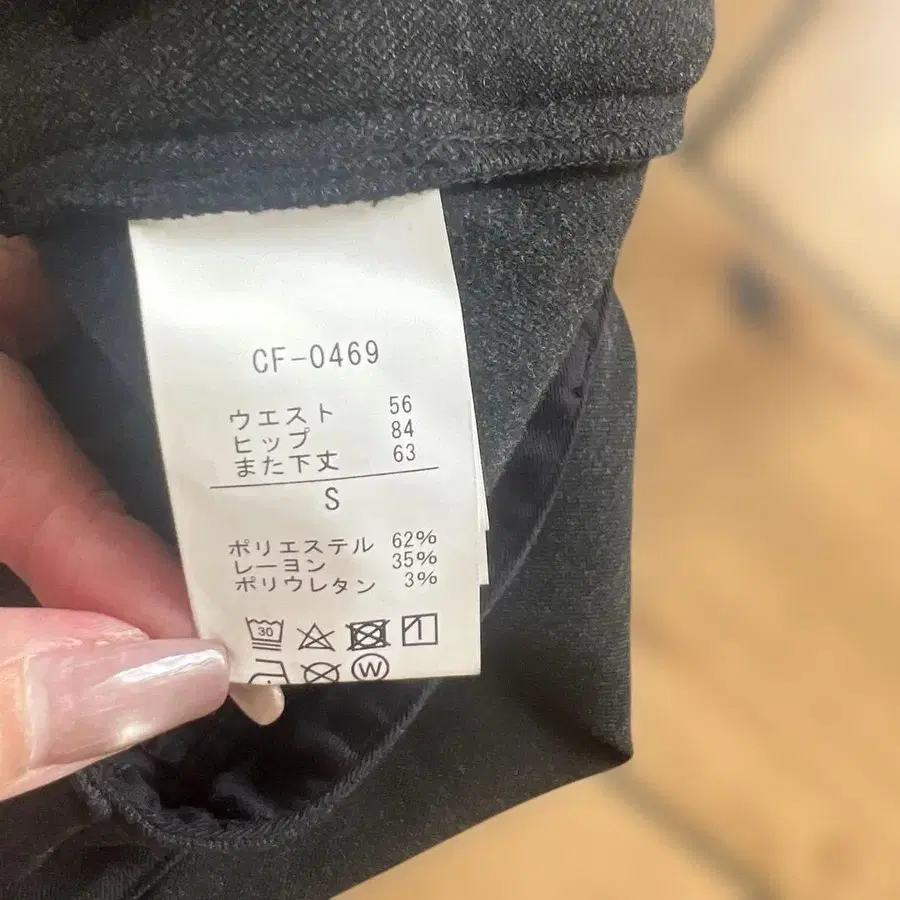 CF-0469
ウエスト 56
ヒップ 84
また下丈 63
S
ポリエステル 62%
レーヨン 35%
ポリウレタン 3%
30
W